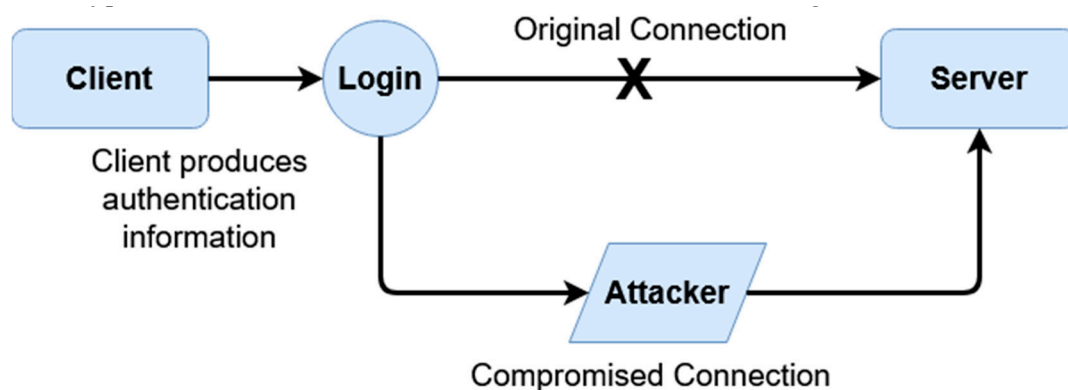 Original Connection
Client
Login
X
Server
Client produces
authentication
information
Attacker
Compromised Connection